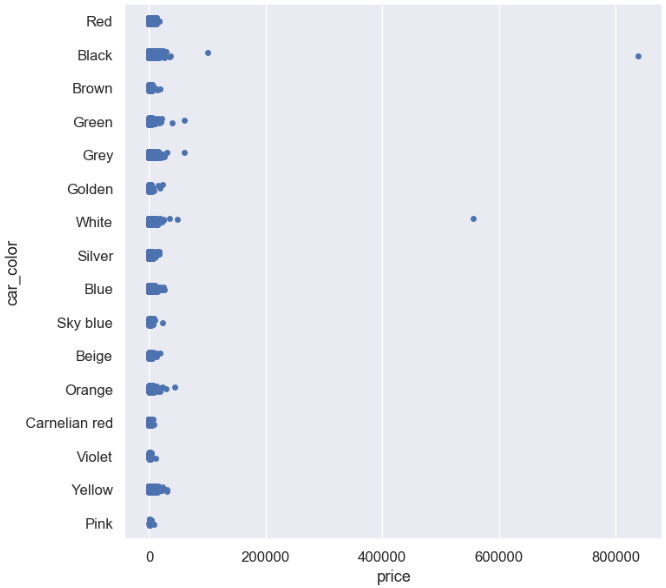 Red
Black
Brown
Green
Grey
Golden
White
Silver
Blue
Sky blue
Beige
Orange
Carnelian red
Violet
Yellow
Pink
car_color
0 200000 400000 600000 800000
price